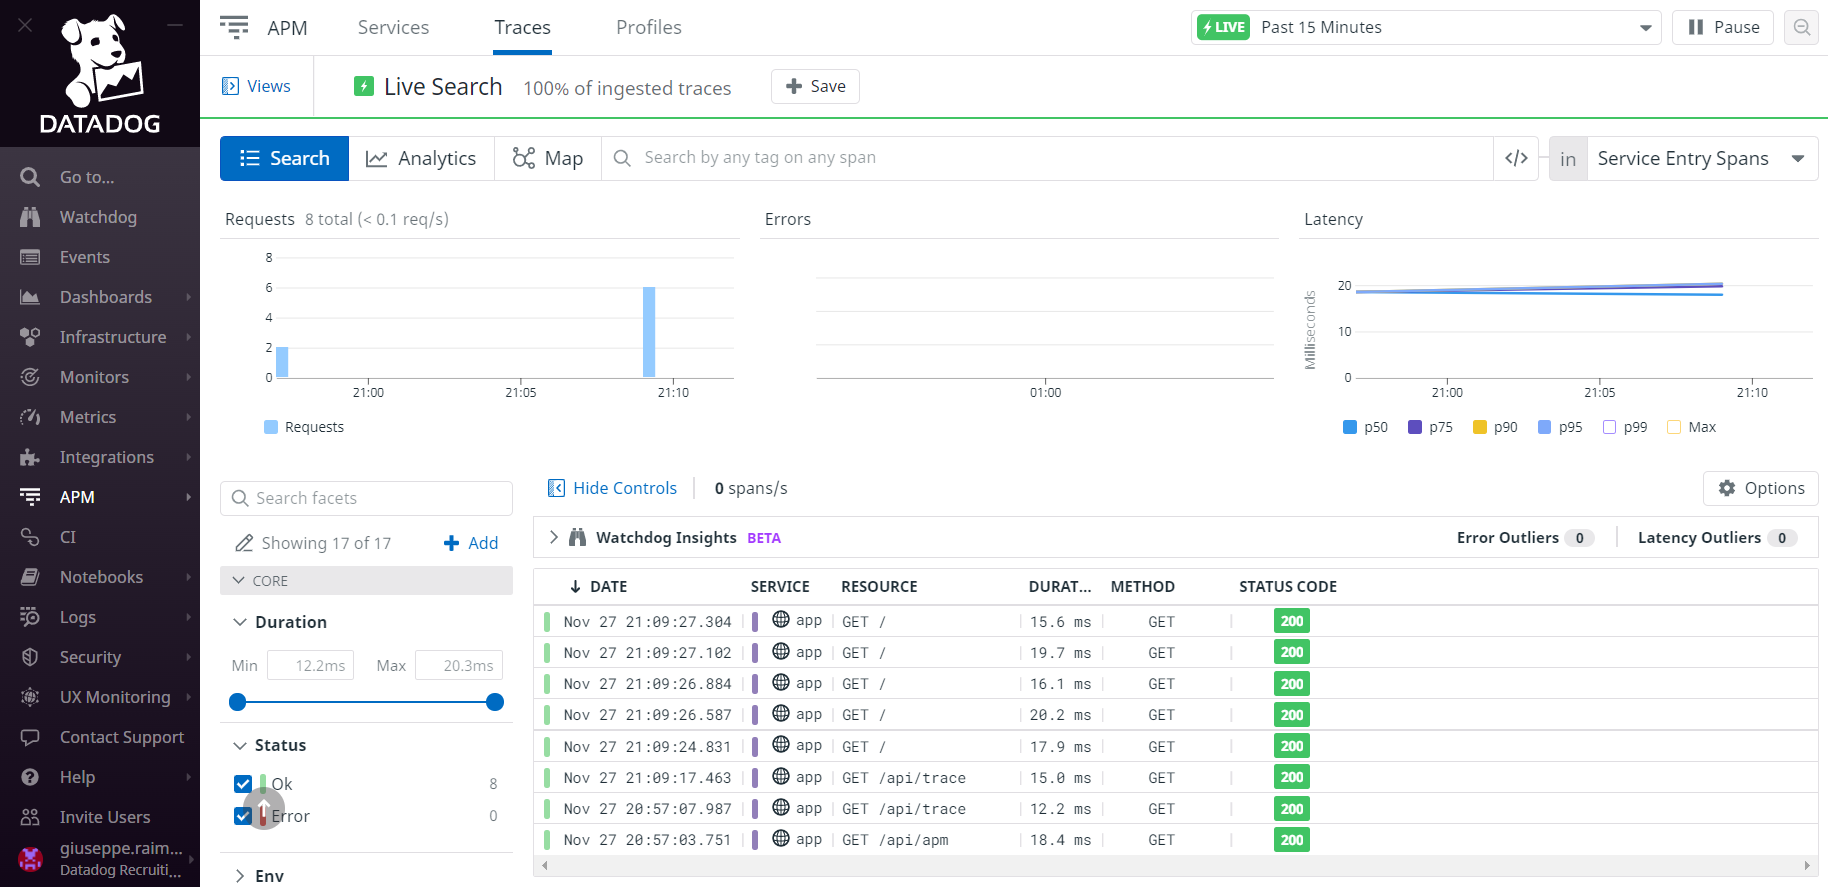 DATADOG
Go to...
Watchdog
Events
Dashboards
Infrastructure
Monitors
Metrics
Integrations
APM
CI
Notebooks
Logs
Security
UX Monitoring
Contact Support
Help
Invite Users
giuseppe.raim...
Datadog Recruiti...
APM Services Traces Profiles
LIVE Past 15 Minutes Pause
Views Live Search 100% of ingested traces Save
Search Analytics Map Search by any tag on any span </> in Service Entry Spans
Requests 8 total (< 0.1 req/s)
8
6
4
2
0
21:00 21:05 21:10
Requests
Errors
01:00
Latency
Milliseconds
20
10
0
21:00 21:05 21:10
p50 p75 p90 p95 p99 Max
Search facets
Showing 17 of 17 Add
CORE
Duration
Min 12.2ms Max 20.3ms
Status
Ok 8
Error 0
Env
Hide Controls 0 spans/s Options
Watchdog Insights BETA Error Outliers 0 Latency Outliers 0
DATE SERVICE RESOURCE DURAT... METHOD STATUS CODE
Nov 27 21:09:27.304 app GET / 15.6 ms GET 200
Nov 27 21:09:27.102 app GET / 19.7 ms GET 200
Nov 27 21:09:26.884 app GET / 16.1 ms GET 200
Nov 27 21:09:26.587 app GET / 20.2 ms GET 200
Nov 27 21:09:24.831 app GET / 17.9 ms GET 200
Nov 27 21:09:17.463 app GET /api/trace 15.0 ms GET 200
Nov 27 20:57:07.987 app GET /api/trace 12.2 ms GET 200
Nov 27 20:57:03.751 app GET /api/apm 18.4 ms GET 200